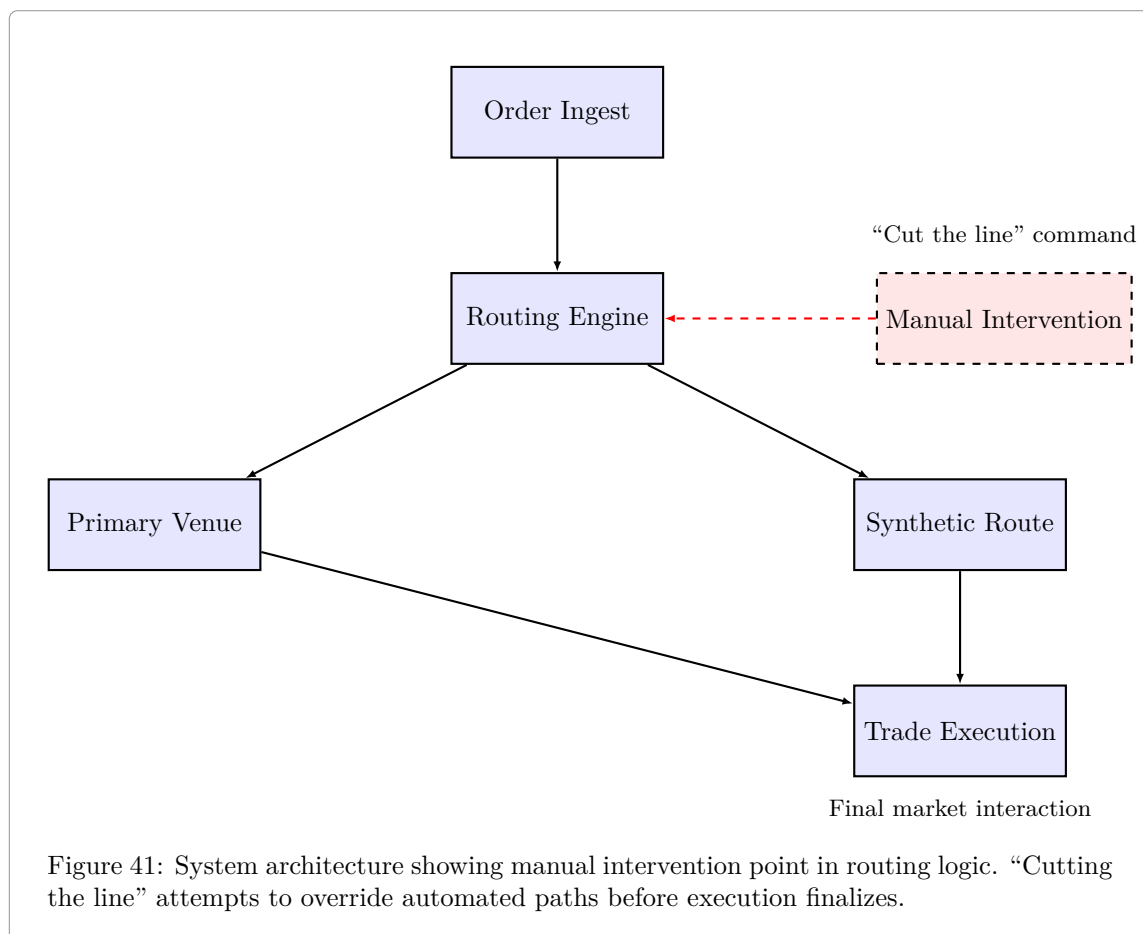 Order Ingest
“Cut the line” command
Routing Engine
Manual Intervention
Primary Venue
Synthetic Route
Trade Execution
Final market interaction
Figure 41: System architecture showing manual intervention point in routing logic. “Cutting
the line” attempts to override automated paths before execution finalizes.